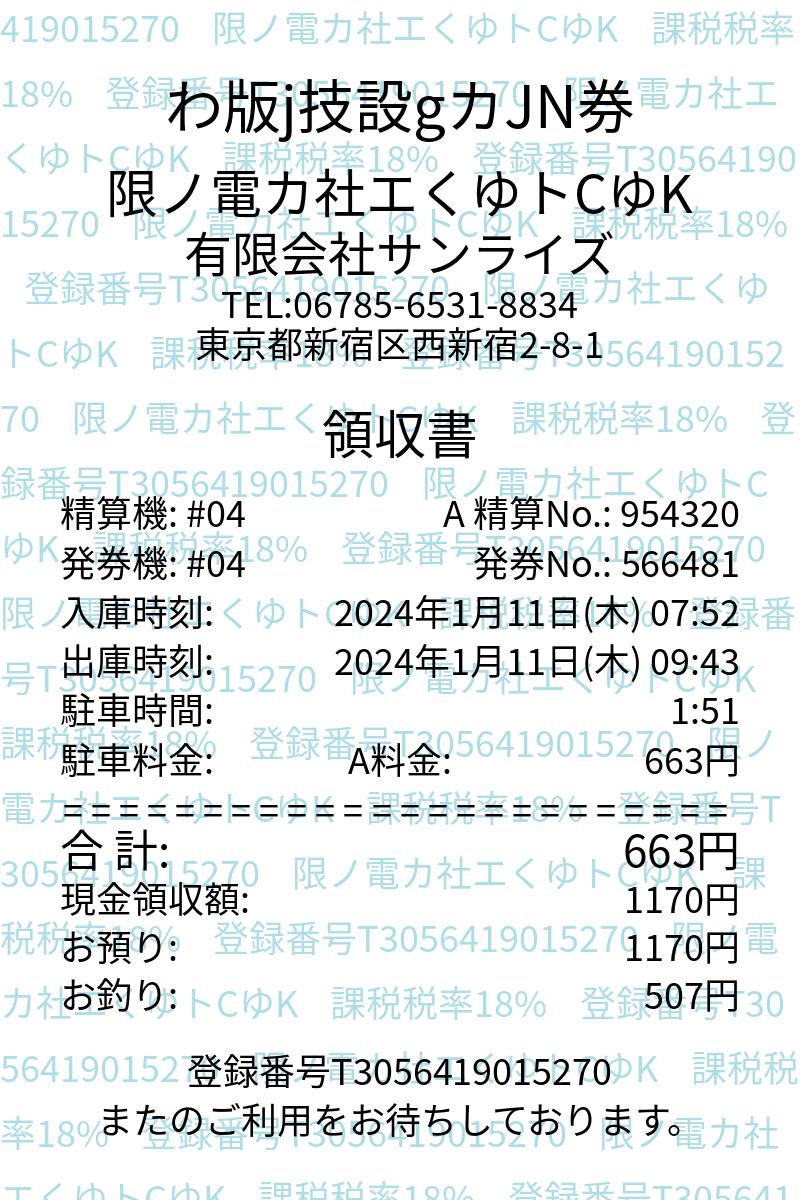 わ版j技設gカJN券
限ノ電カ社エくゆトCゆK
有限会社サンライズ
TEL:06785-6531-8834
東京都新宿区西新宿2-8-1
領収書
精算機: #04 A 精算No.: 954320
発券機: #04 発券No.: 566481
入庫時刻: 2024年1月11日(木) 07:52
出庫時刻: 2024年1月11日(木) 09:43
駐車時間: 1:51
駐車料金: A料金: 663円
========================
合 計: 663円
現金領収額: 1170円
お預り: 1170円
お釣り: 507円
登録番号T3056419015270
またのご利用をお待ちしております。